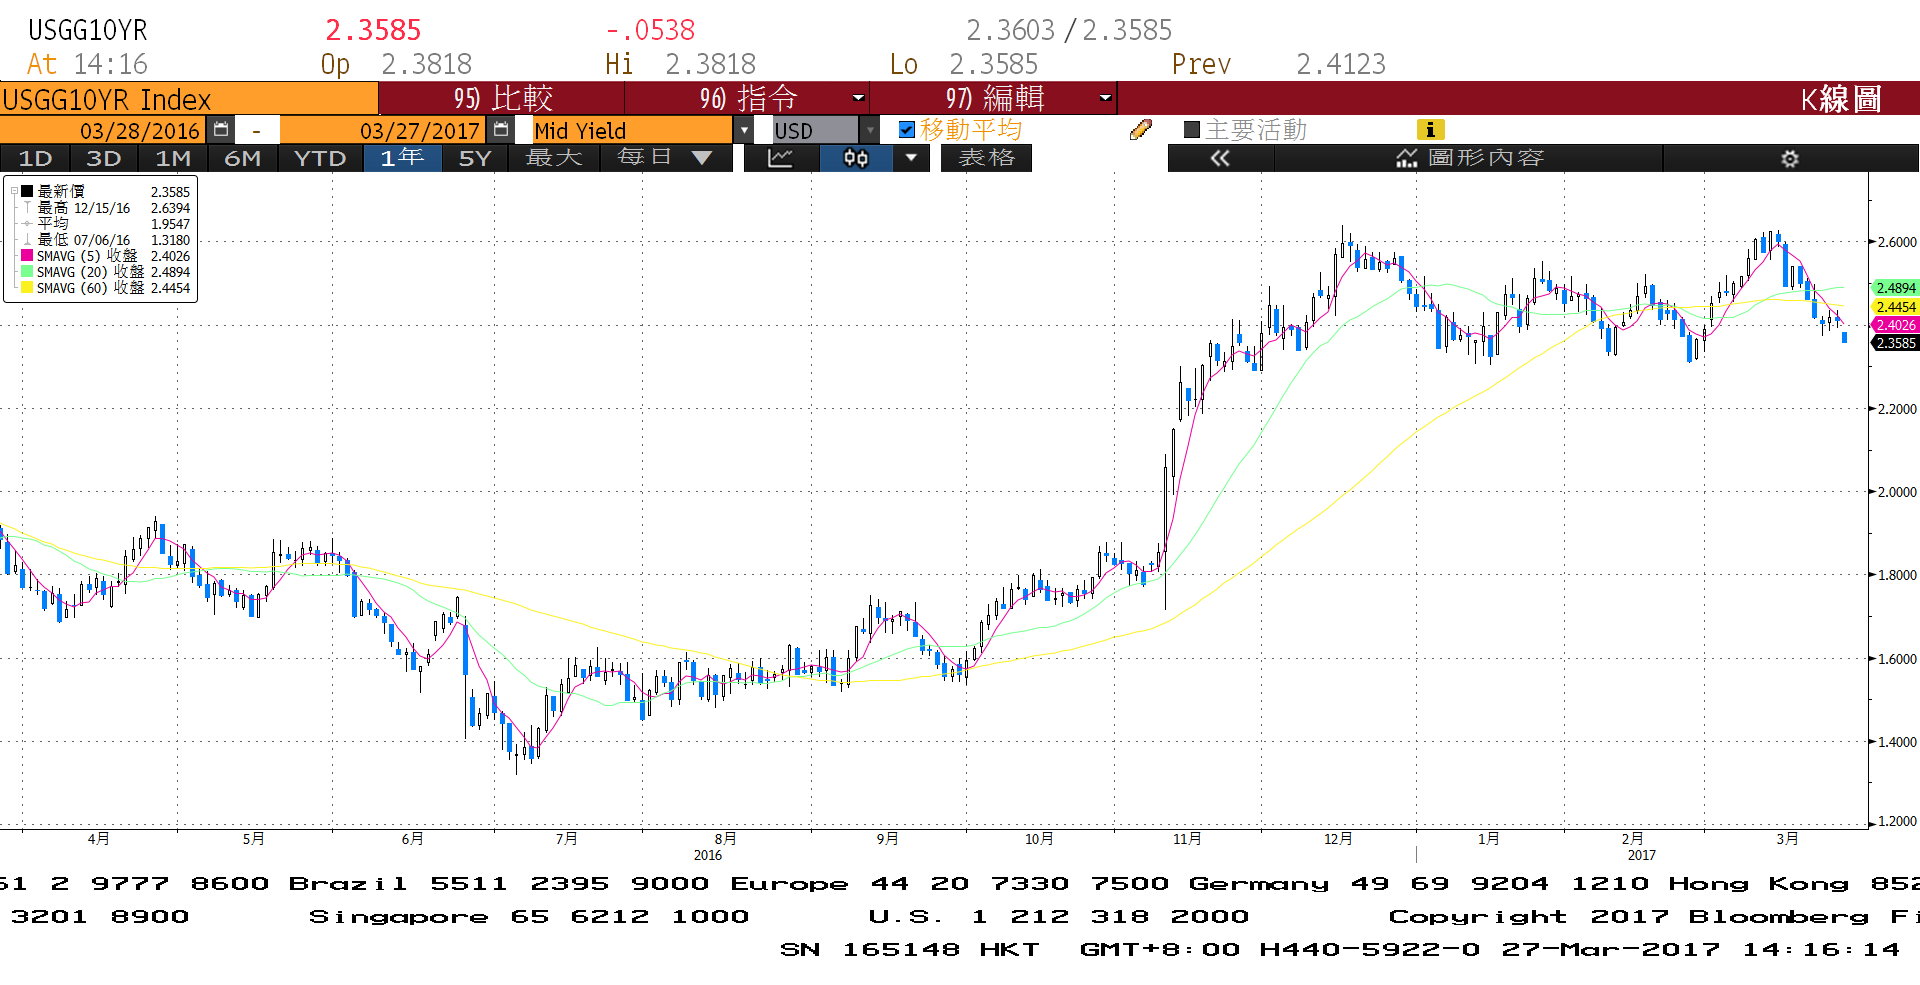 USGG10YR 2.3585 -.0538 2.3603 / 2.3585
At 14:16 Op 2.3818 Hi 2.3818 Lo 2.3585 Prev 2.4123
USGG10YR Index 95) 比較 96) 指令 97) 編輯 K線圖
03/28/2016 - 03/27/2017 Mid Yield USD 移動平均 主要活動
1D 3D 1M 6M YTD 1年 5Y 最大 每日 表格 « 圖形內容
最新價 2.3585
最高 12/15/16 2.6394
平均 1.9547
最低 07/06/16 1.3180
SMAVG (5) 收盤 2.4026
SMAVG (20) 收盤 2.4894
SMAVG (60) 收盤 2.4454
2.6000
2.4894
2.4454
2.4026
2.3585
2.2000
2.0000
1.8000
1.6000
1.4000
1.2000
4月 5月 6月 7月 8月 9月 10月 11月 12月 1月 2月 3月
2016 2017
61 2 9777 8600 Brazil 5511 2395 9000 Europe 44 20 7330 7500 Germany 49 69 9204 1210 Hong Kong 852
3201 8900 Singapore 65 6212 1000 U.S. 1 212 318 2000 Copyright 2017 Bloomberg Fi
SN 165148 HKT GMT+8:00 H440-5922-0 27-Mar-2017 14:16:14